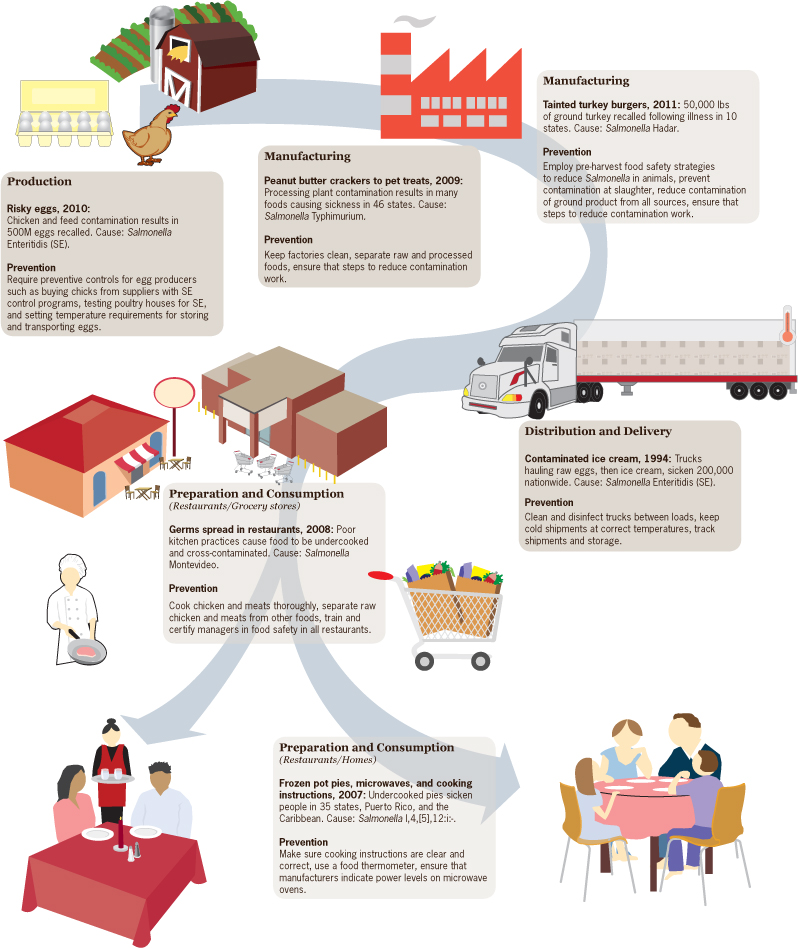 Production
Risky eggs, 2010:
Chicken and feed contamination results in
500M eggs recalled. Cause: Salmonella
Enteritidis (SE).
Prevention
Require preventive controls for egg producers
such as buying chicks from suppliers with SE
control programs, testing poultry houses for SE,
and setting temperature requirements for storing
and transporting eggs.
Manufacturing
Peanut butter crackers to pet treats, 2009:
Processing plant contamination results in many
foods causing sickness in 46 states. Cause:
Salmonella Typhimurium.
Prevention
Keep factories clean, separate raw and processed
foods, ensure that steps to reduce contamination
work.
Manufacturing
Tainted turkey burgers, 2011: 50,000 lbs
of ground turkey recalled following illness in 10
states. Cause: Salmonella Hadar.
Prevention
Employ pre-harvest food safety strategies
to reduce Salmonella in animals, prevent
contamination at slaughter, reduce contamination
of ground product from all sources, ensure that
steps to reduce contamination work.
Distribution and Delivery
Contaminated ice cream, 1994: Trucks
hauling raw eggs, then ice cream, sicken 200,000
nationwide. Cause: Salmonella Enteritidis (SE).
Prevention
Clean and disinfect trucks between loads, keep
cold shipments at correct temperatures, track
shipments and storage.
Preparation and Consumption
(Restaurants/Grocery stores)
Germs spread in restaurants, 2008: Poor
kitchen practices cause food to be undercooked
and cross-contaminated. Cause: Salmonella
Montevideo.
Prevention
Cook chicken and meats thoroughly, separate raw
chicken and meats from other foods, train and
certify managers in food safety in all restaurants.
Preparation and Consumption
(Restaurants/Homes)
Frozen pot pies, microwaves, and cooking
instructions, 2007: Undercooked pies sicken
people in 35 states, Puerto Rico, and the
Caribbean. Cause: Salmonella I,4,[5],12:i:-.
Prevention
Make sure cooking instructions are clear and
correct, use a food thermometer, ensure that
manufacturers indicate power levels on microwave
ovens.